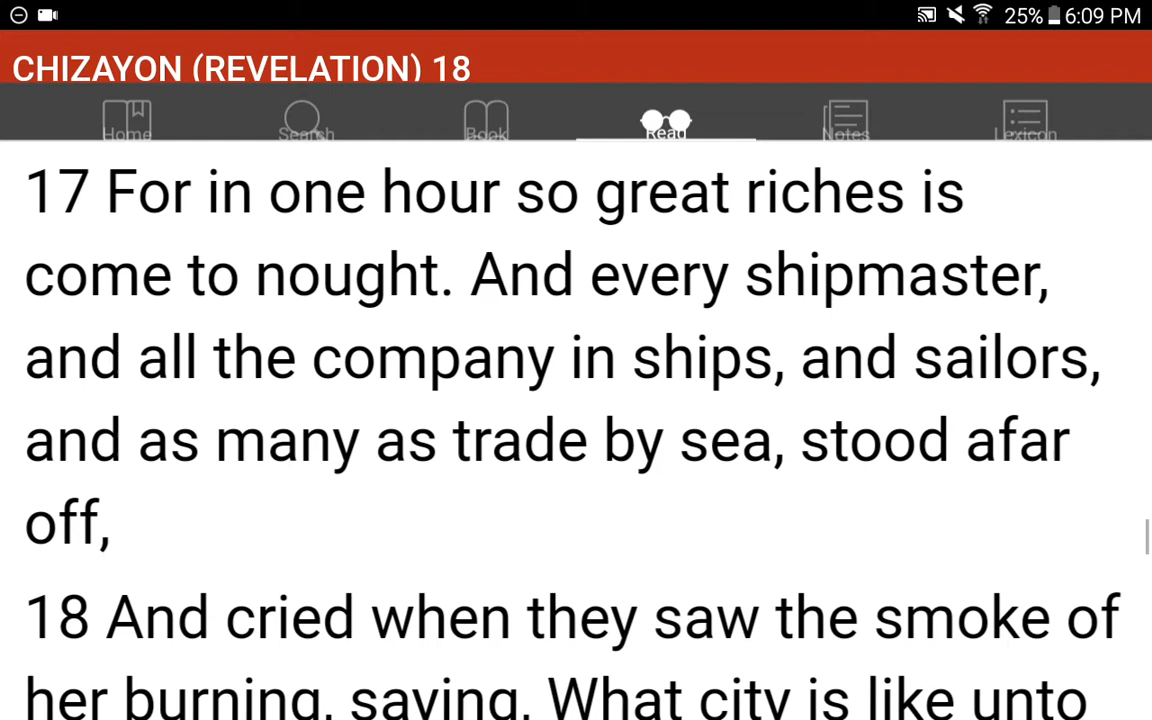 25% 6:09 PM
CHIZAYON (REVELATION) 18
Home Search Book Read Notes Lexicon
17 For in one hour so great riches is
come to nought. And every shipmaster,
and all the company in ships, and sailors,
and as many as trade by sea, stood afar
off,
18 And cried when they saw the smoke of
her burning, saying, What city is like unto